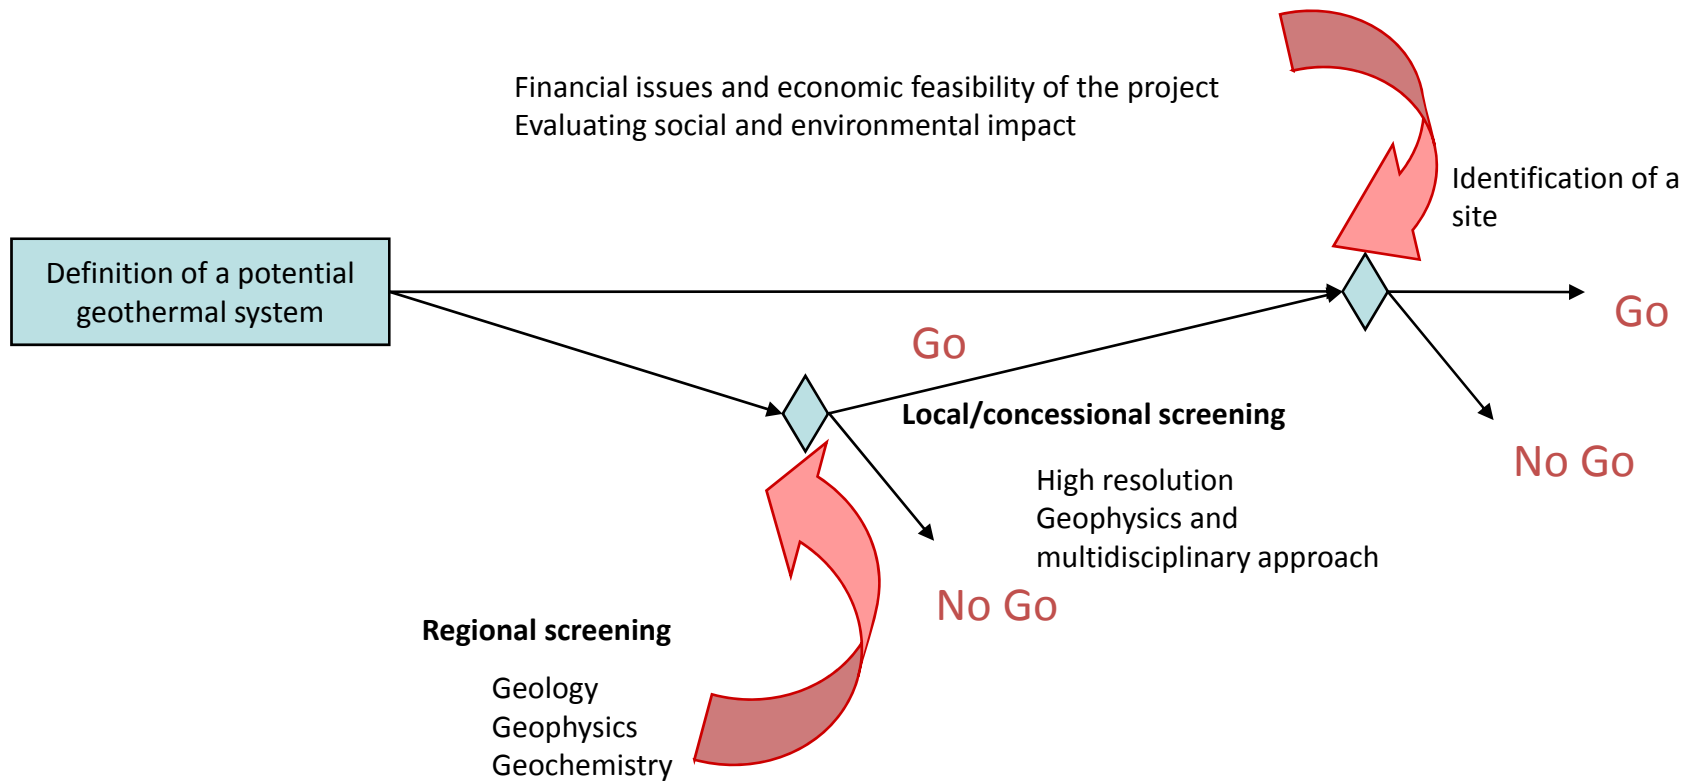 Financial issues and economic feasibility of the project
Evaluating social and environmental impact
Identification of a
site
Definition of a potential
geothermal system
Go
Go
Local/concessional screening
No Go
High resolution
Geophysics and
multidisciplinary approach
No Go
Regional screening
Geology
Geophysics
Geochemistry